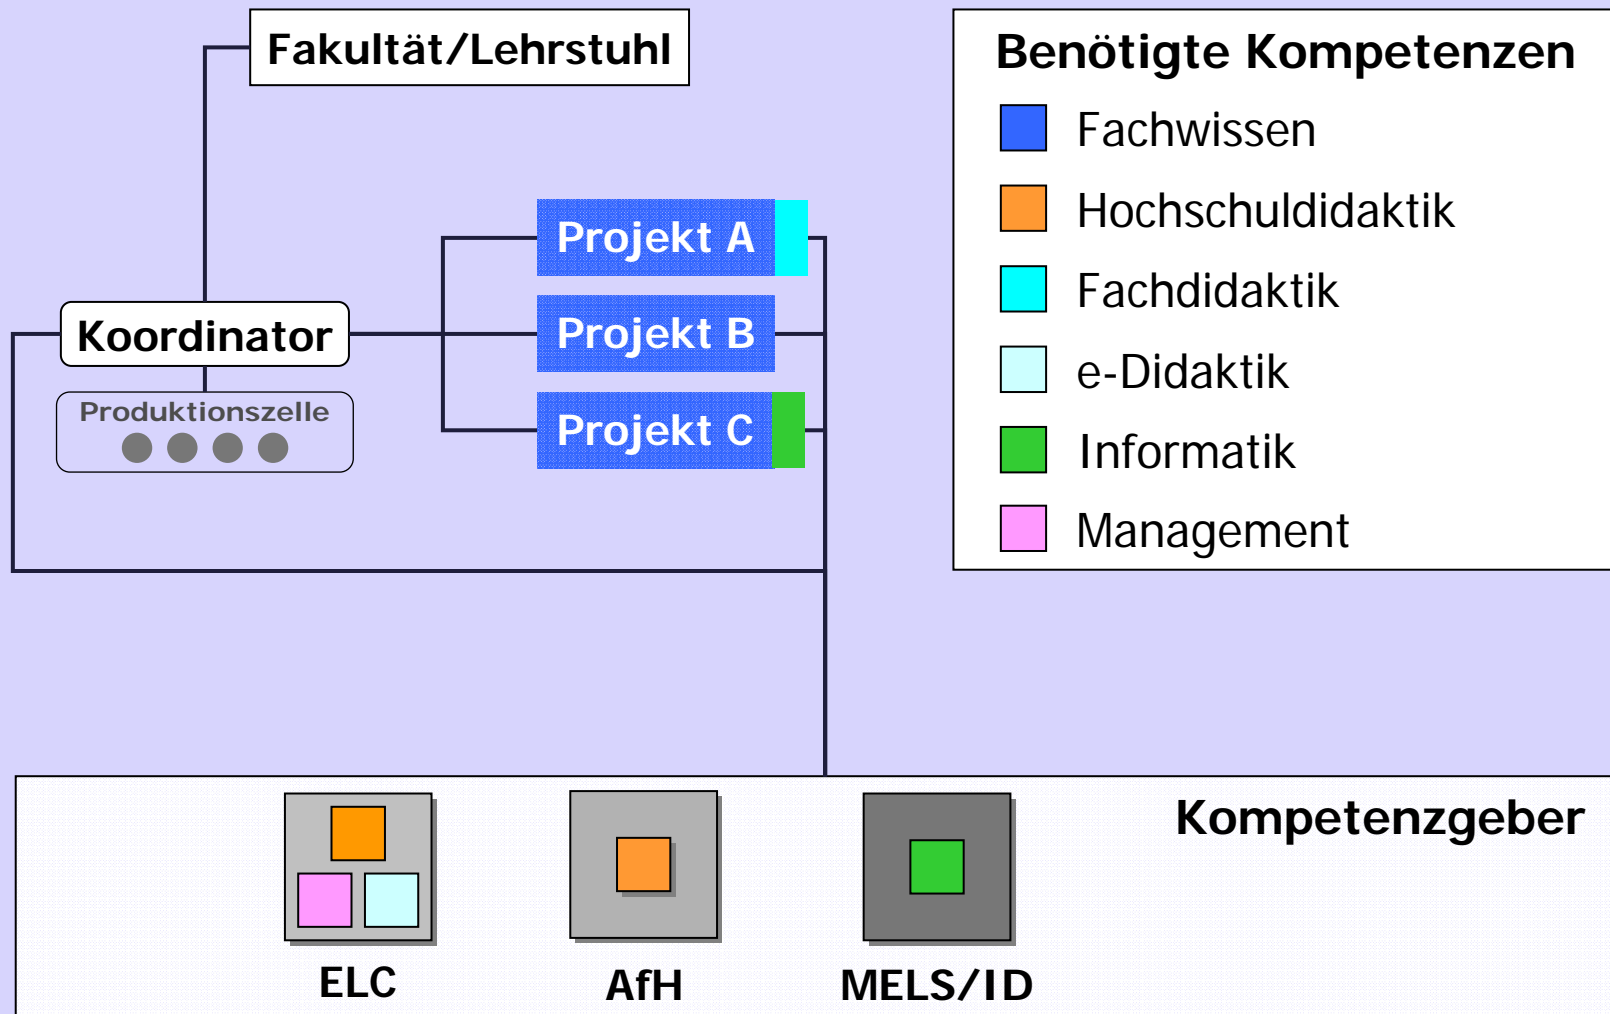 Fakultät/Lehrstuhl
Benötigte Kompetenzen
Fachwissen
Hochschuldidaktik
Fachdidaktik
e-Didaktik
Informatik
Management
Projekt A
Koordinator
Projekt B
Produktionszelle
Projekt C
Kompetenzgeber
ELC
AfH
MELS/ID